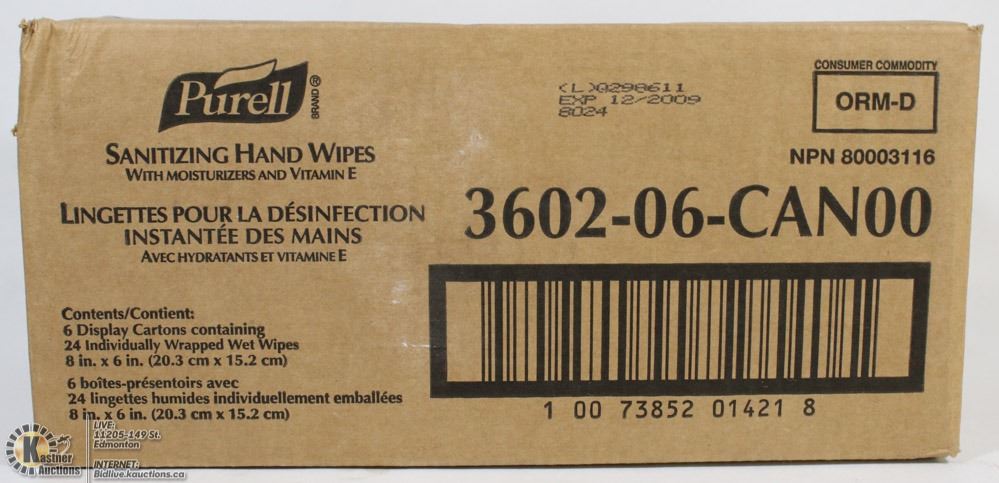 Purell
BRAND®
SANITIZING HAND WIPES
WITH MOISTURIZERS AND VITAMIN E
LINGETTES POUR LA DÉSINFECTION
INSTANTÉE DES MAINS
AVEC HYDRATANTS ET VITAMINE E
Contents/Contient:
6 Display Cartons containing
24 Individually Wrapped Wet Wipes
8 in. x 6 in. (20.3 cm x 15.2 cm)
6 boîtes-présentoirs avec
24 lingettes humides individuellement emballées
8 in. x 6 in. (20.3 cm x 15.2 cm)
(L)Q298611
EXP 12/2009
8024
CONSUMER COMMODITY
ORM-D
NPN 80003116
3602-06-CAN00
1 00 73852 01421 8
Kastner
Auctions
LIVE:
11205-149 St.
Edmonton
INTERNET:
Bidlive.kauctions.ca